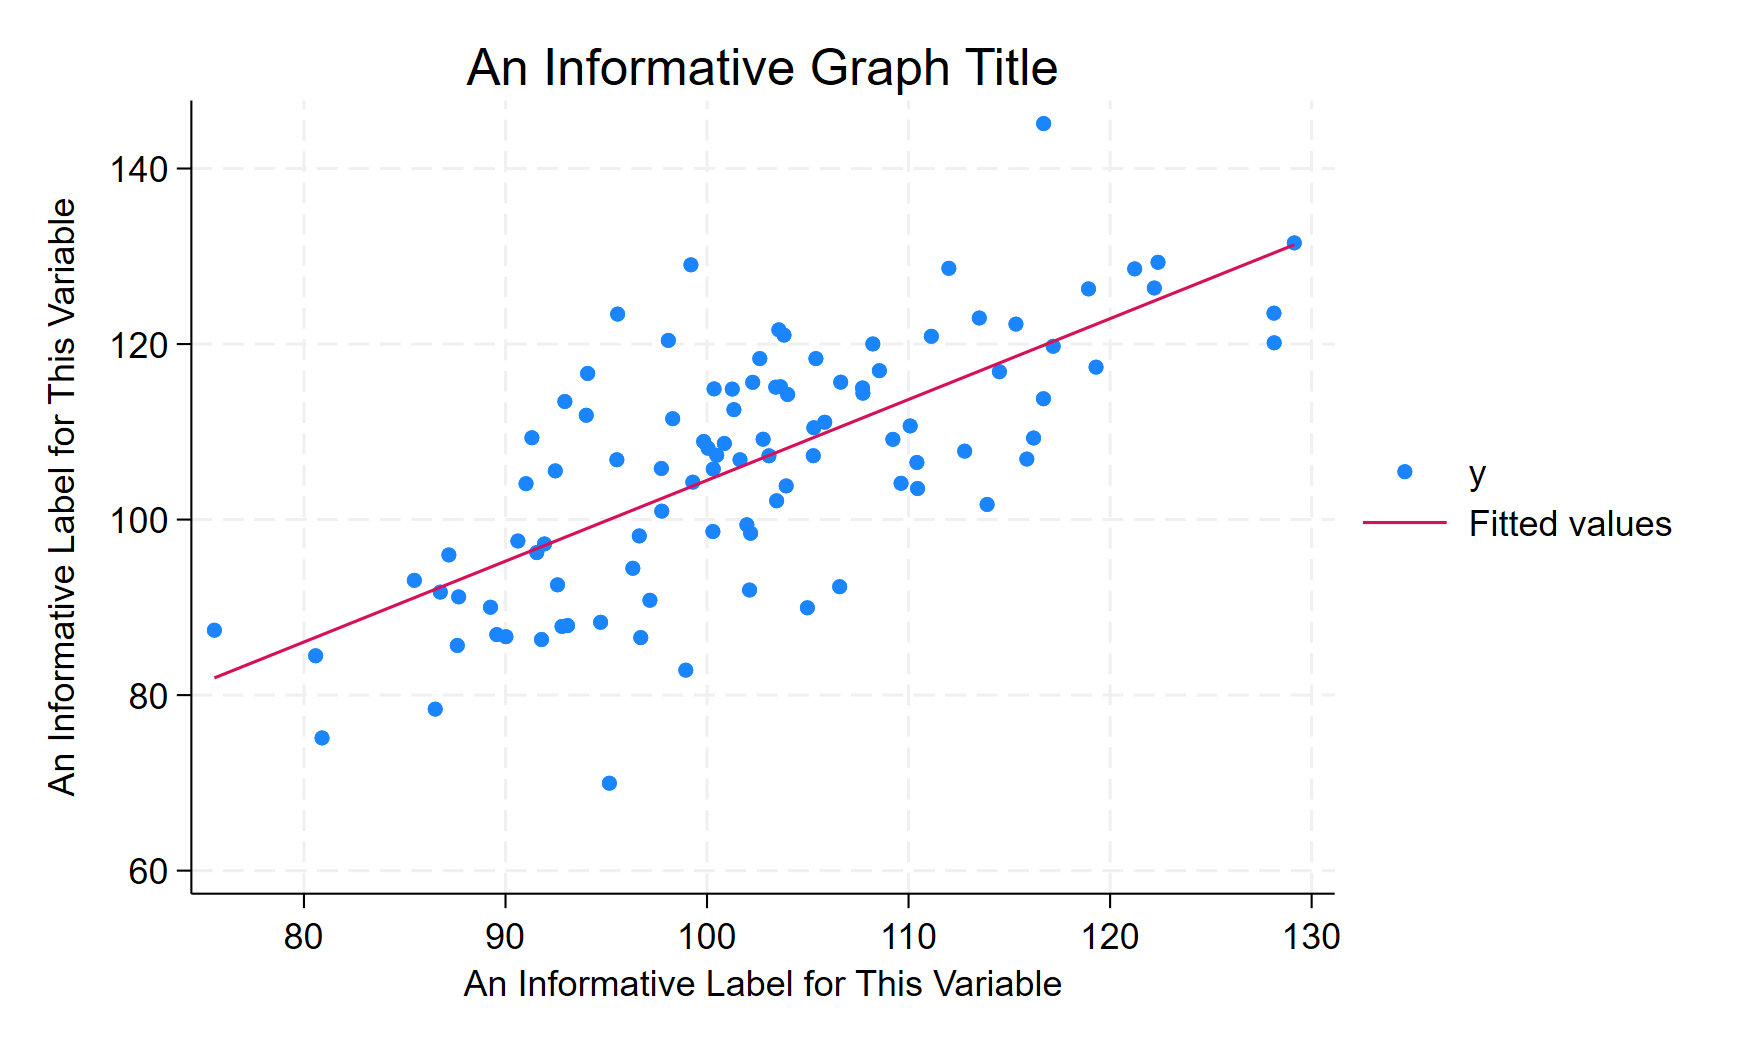 An Informative Graph Title
An Informative Label for This Variable
140
120
100
80
60
80 90 100 110 120 130
An Informative Label for This Variable
y
Fitted values